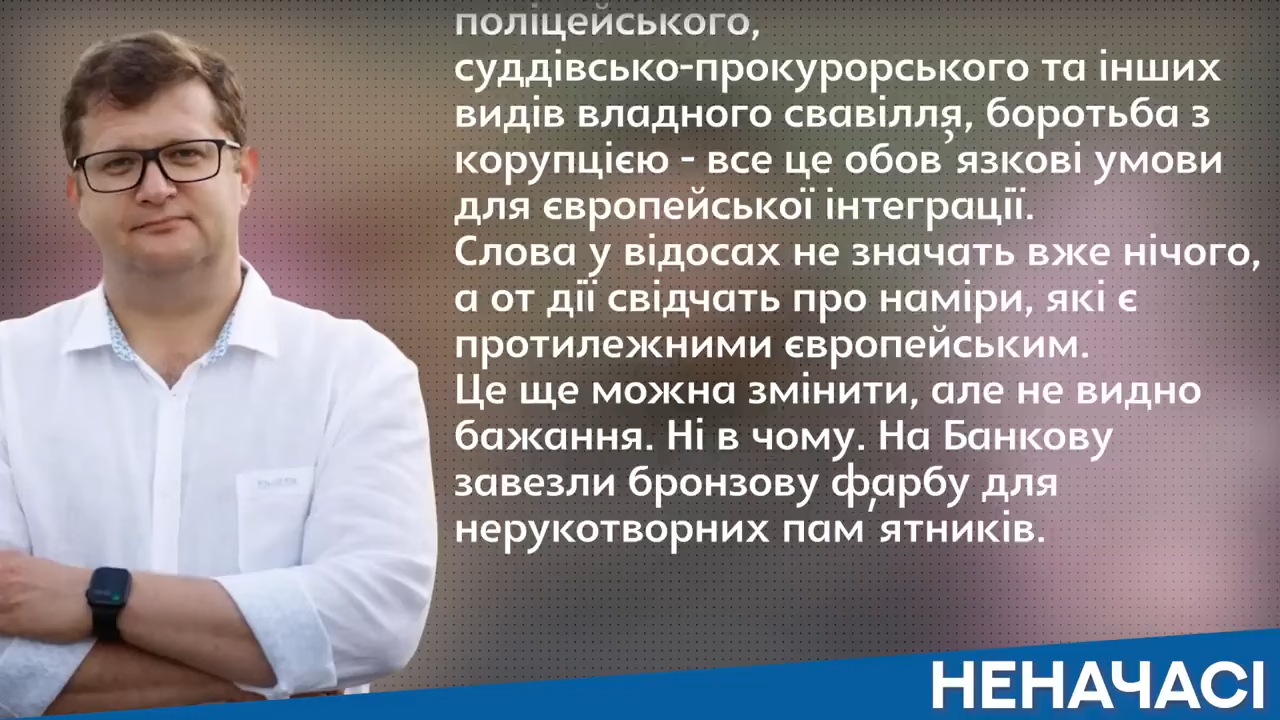 поліцейського,
суддівсько-прокурорського та інших
видів владного свавілля, боротьба з
корупцією - все це обов’язкові умови
для європейської інтеграції.
Слова у відосах не значать вже нічого,
а от дії свідчать про наміри, які є
протилежними європейським.
Це ще можна змінити, але не видно
бажання. Ні в чому. На Банкову
завезли бронзову фарбу для
нерукотворних пам’ятників.
НЕНАЧАСІ